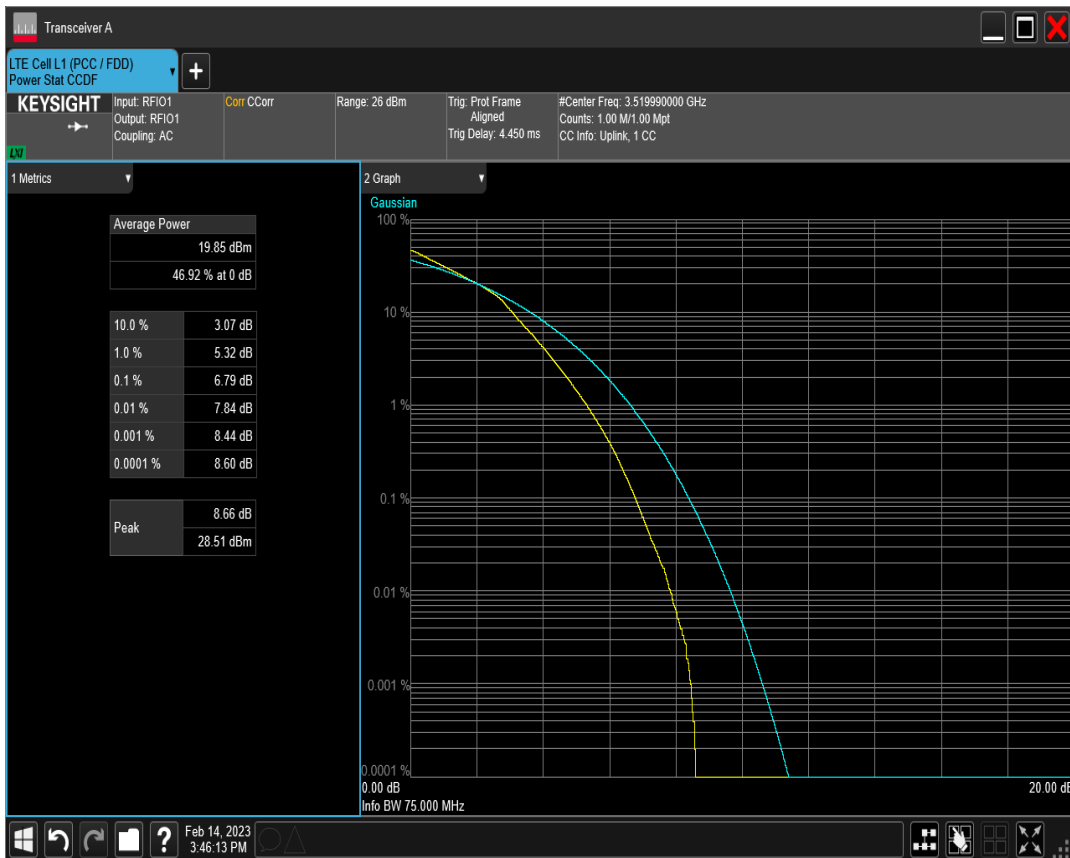 Transceiver A
LTE Cell L1 (PCC / FDD)
Power Stat CCDF
KEYSIGHT
LXI
Input: RFIO1
Output: RFIO1
Coupling: AC
Corr CCorr
Range: 26 dBm
Trig: Prot Frame
Aligned
Trig Delay: 4.450 ms
#Center Freq: 3.519990000 GHz
Counts: 1.00 M/1.00 Mpt
CC Info: Uplink, 1 CC
1 Metrics
Average Power
19.85 dBm
46.92 % at 0 dB
10.0 % 3.07 dB
1.0 % 5.32 dB
0.1 % 6.79 dB
0.01 % 7.84 dB
0.001 % 8.44 dB
0.0001 % 8.60 dB
Peak 8.66 dB
28.51 dBm
2 Graph
Gaussian
100 %
10 %
1 %
0.1 %
0.01 %
0.001 %
0.0001 %
0.00 dB 20.00 dB
Info BW 75.000 MHz
? Feb 14, 2023
3:46:13 PM